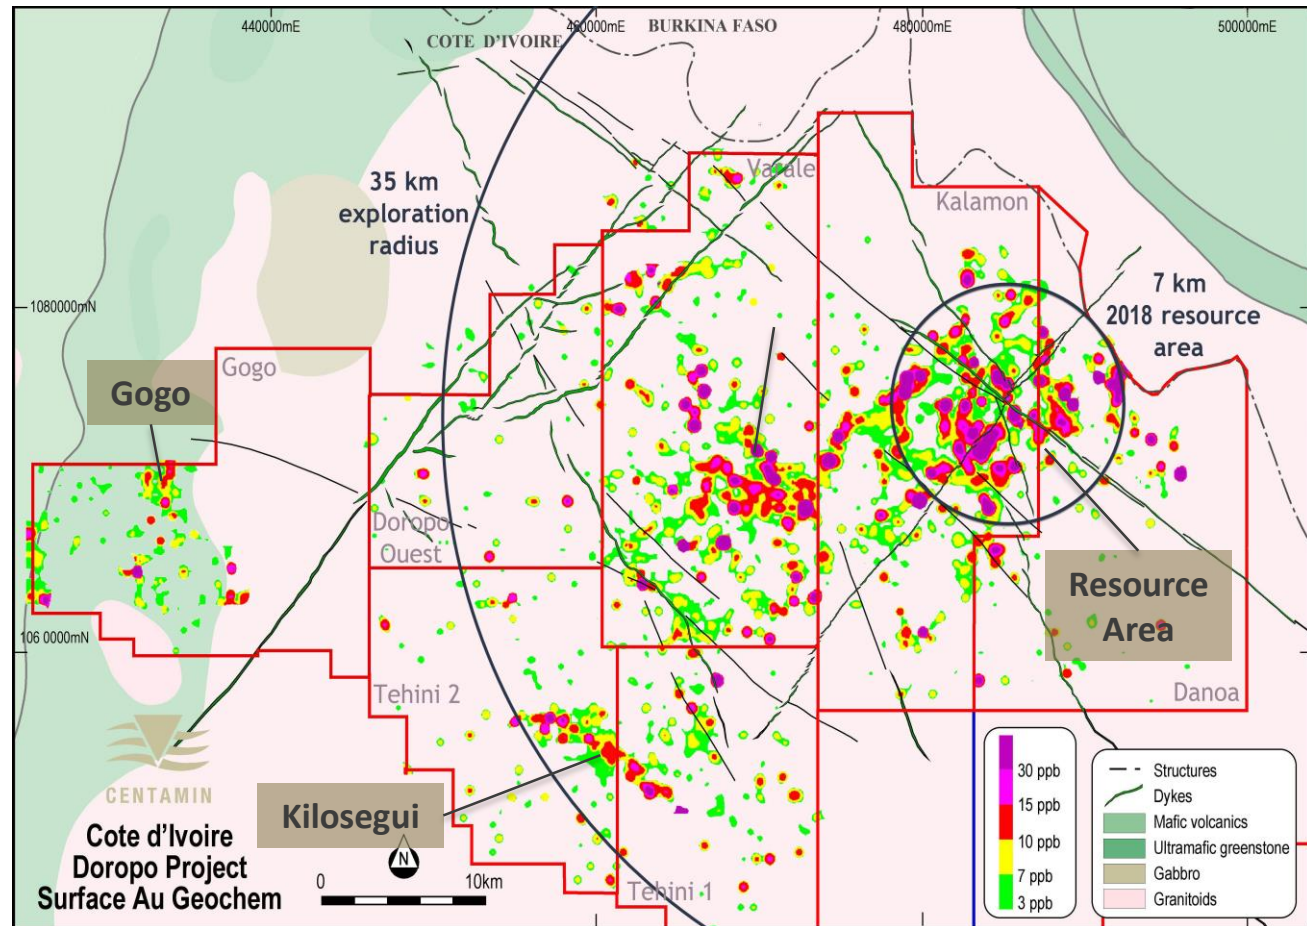 440000mE
460000mE
480000mE
500000mE
COTE D'IVOIRE
BURKINA FASO
35 km
exploration
radius
Varale
Kalamon
7 km
2018 resource
area
1080000mN
Gogo
Gogo
Doropo
Ouest
Resource
Area
106 0000mN
Tehini 2
Danoa
CENTAMIN
Kilosegui
Cote d'Ivoire
Doropo Project
Surface Au Geochem
N
0 10km
Tehini 1
30 ppb
15 ppb
10 ppb
7 ppb
3 ppb
Structures
Dykes
Mafic volcanics
Ultramafic greenstone
Gabbro
Granitoids